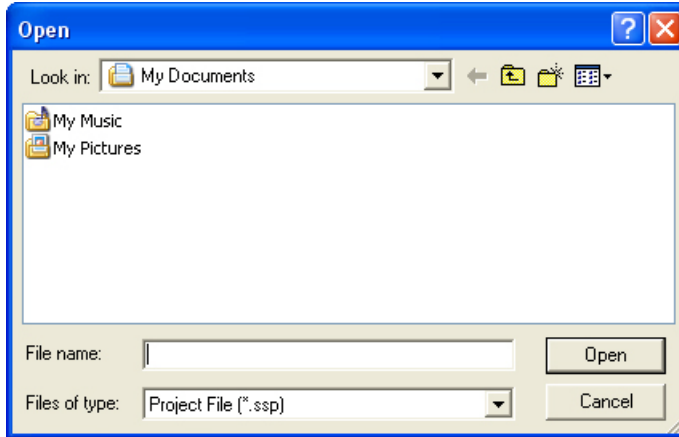 Open
Look in: My Documents
My Music
My Pictures
File name: Open
Files of type: Project File (*.ssp) Cancel